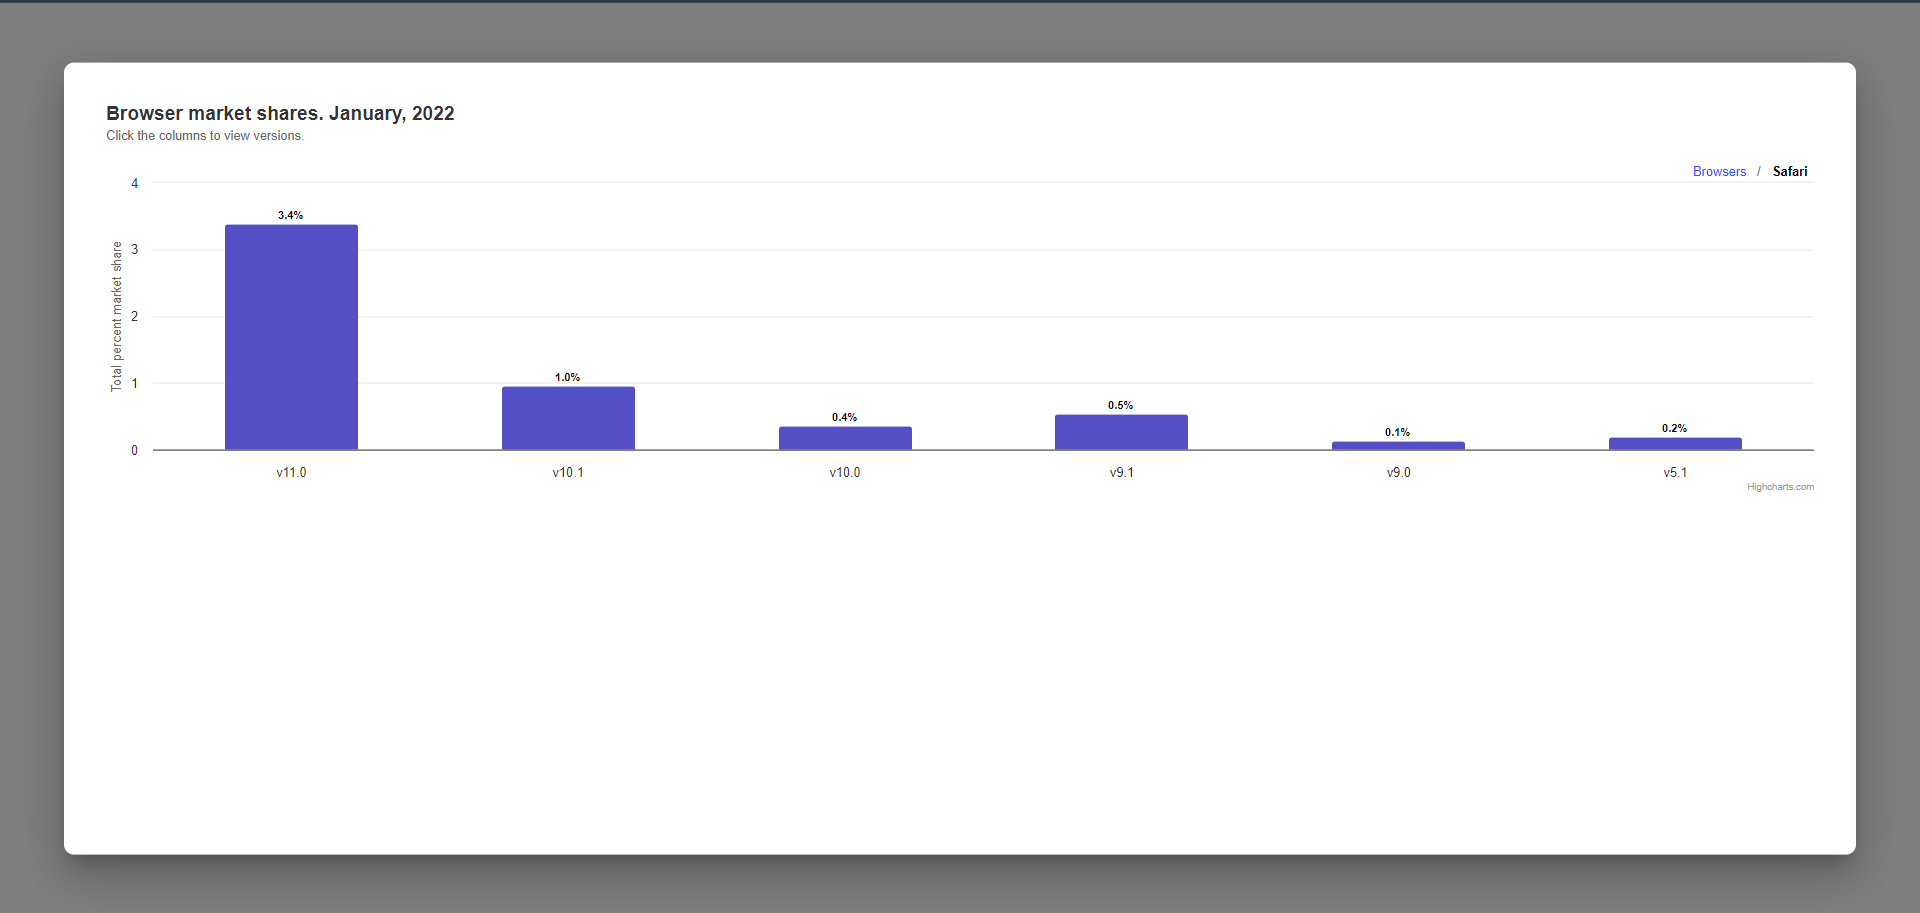 Browser market shares. January, 2022
Click the columns to view versions.
Browsers / Safari
Total percent market share
4
3
2
1
0
3.4%
1.0%
0.4%
0.5%
0.1%
0.2%
v11.0
v10.1
v10.0
v9.1
v9.0
v5.1
Highcharts.com